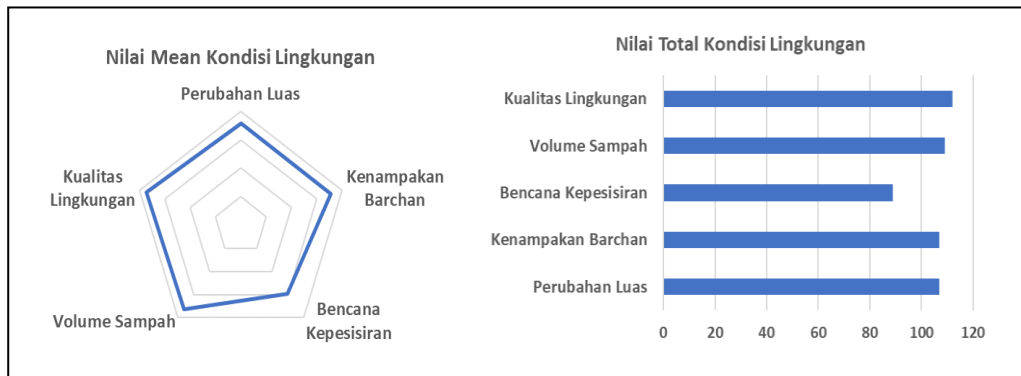 Nilai Mean Kondisi Lingkungan
Perubahan Luas
Kenampakan
Barchan
Bencana
Kepesisiran
Volume Sampah
Kualitas
Lingkungan
Nilai Total Kondisi Lingkungan
Kualitas Lingkungan
Volume Sampah
Bencana Kepesisiran
Kenampakan Barchan
Perubahan Luas
0 20 40 60 80 100 120